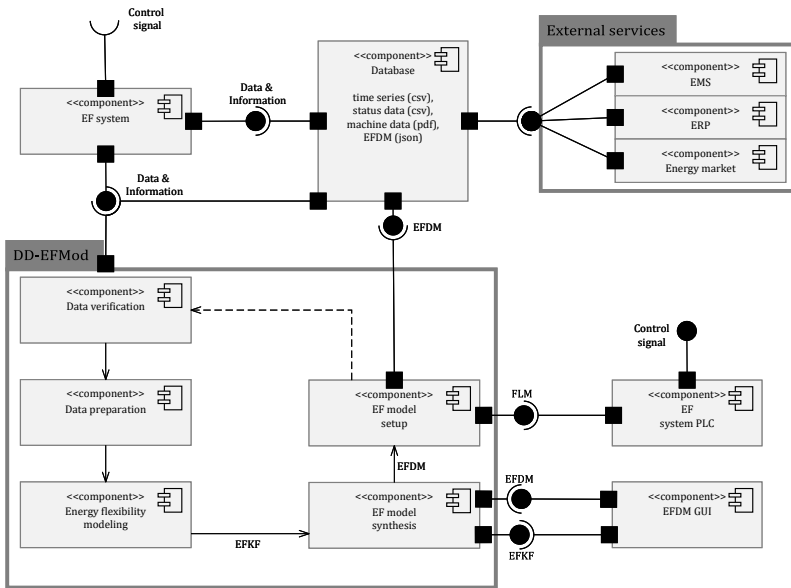 Control
signal
External services
<<component>>
EF system
Data &
Information
<<component>>
Database
time series (csv),
status data (csv),
machine data (pdf),
EFDM (json)
<<component>>
EMS
<<component>>
ERP
<<component>>
Energy market
Data &
Information
EFDM
DD-EFMod
<<component>>
Data verification
Control
signal
<<component>>
Data preparation
<<component>>
EF model
setup
FLM
<<component>>
EF
system PLC
EFDM
<<component>>
Energy flexibility
modeling
EFKF
<<component>>
EF model
synthesis
EFDM
EFKF
<<component>>
EFDM GUI